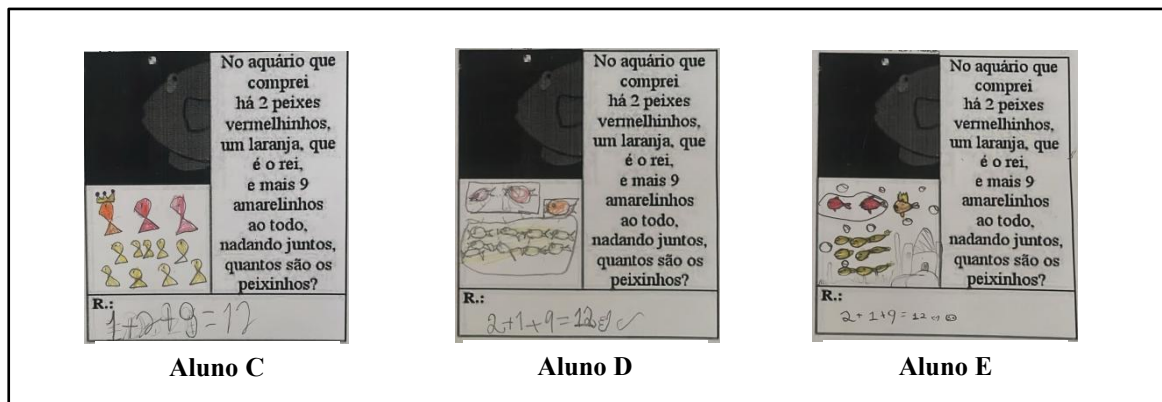 No aquário que
comprei
há 2 peixes
vermelhinhos,
um laranja, que
é o rei,
e mais 9
amarelinhos
ao todo,
nadando juntos,
quantos são os
peixinhos?
R.:
1+2+9=12
Aluno C
No aquário que
comprei
há 2 peixes
vermelhinhos,
um laranja, que
é o rei,
e mais 9
amarelinhos
ao todo,
nadando juntos,
quantos são os
peixinhos?
R.:
2+1+9=12
Aluno D
No aquário que
comprei
há 2 peixes
vermelhinhos,
um laranja, que
é o rei,
e mais 9
amarelinhos
ao todo,
nadando juntos,
quantos são os
peixinhos?
R.:
2+1+9=12
Aluno E